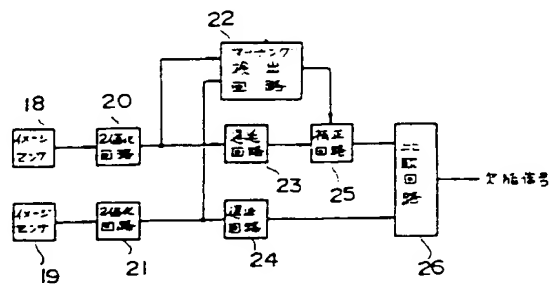 22
マーキング
検出
回路
18
20
イメージ
センサ
2値化
回路
遅延
回路
補正
回路
23
25
比較
回路
欠陥信号
イメージ
センサ
2値化
回路
遅延
回路
19
21
24
26